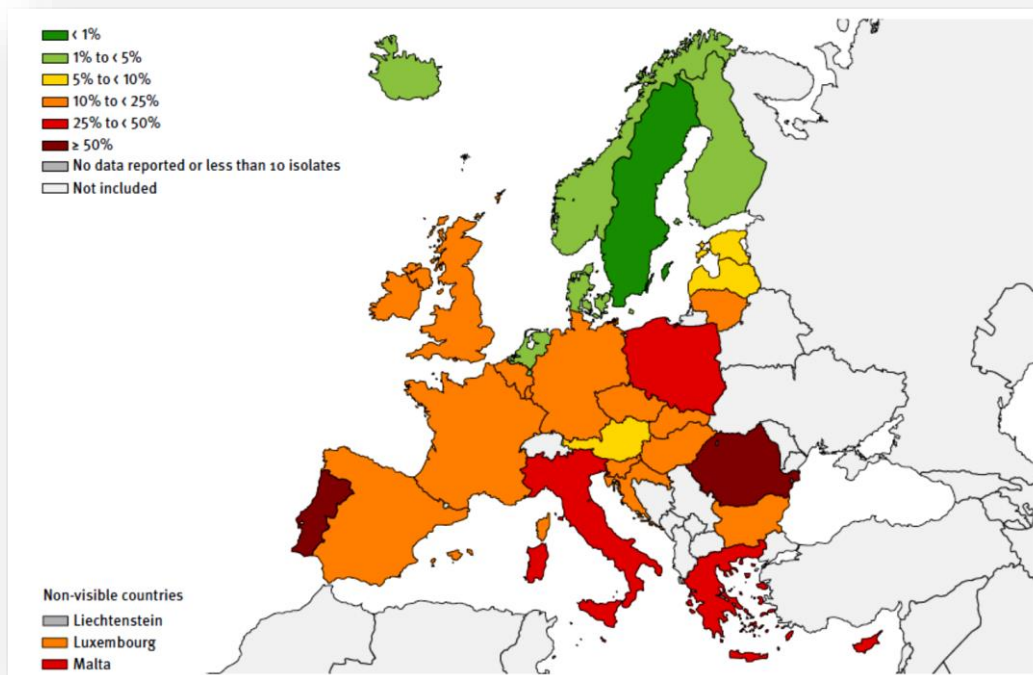 < 1%
1% to < 5%
5% to < 10%
10% to < 25%
25% to < 50%
≥ 50%
No data reported or less than 10 isolates
Not included
Non-visible countries
Liechtenstein
Luxembourg
Malta